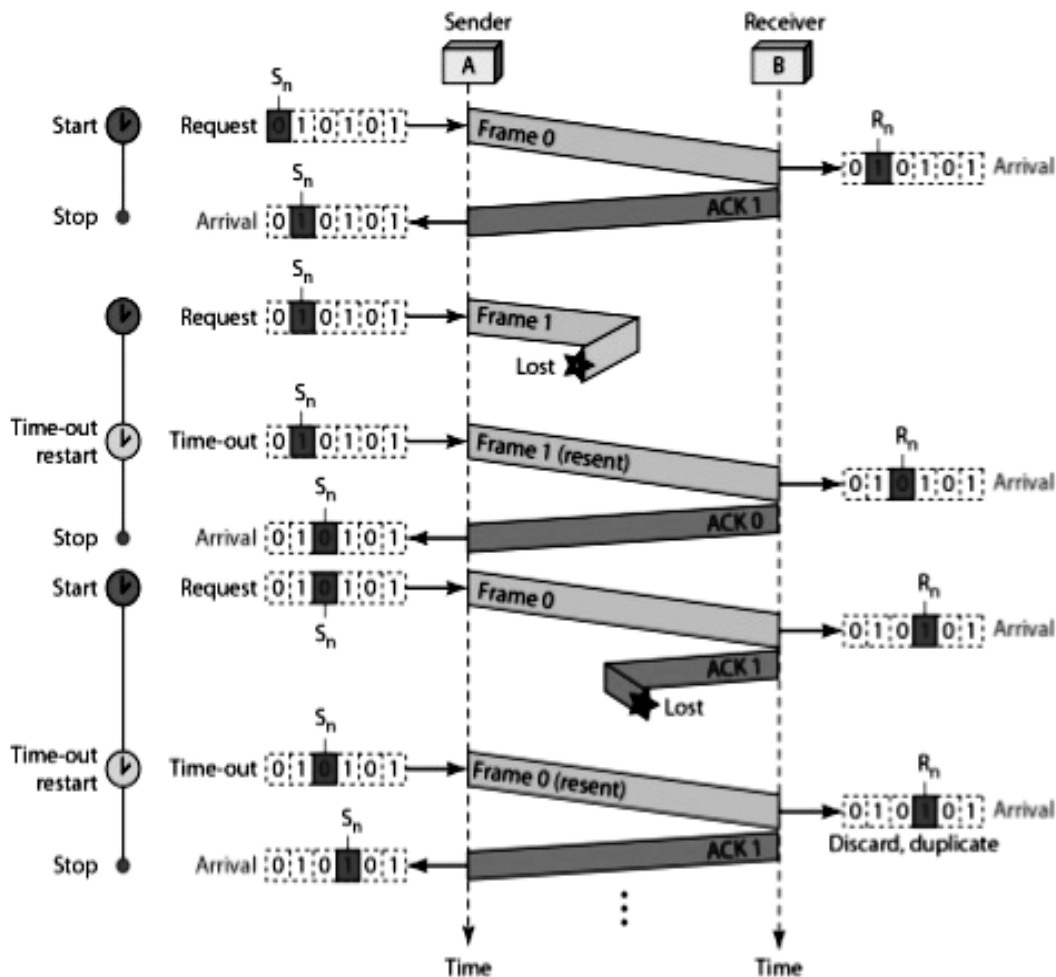 Sender Receiver
A B
Sn
Start Request 0 1 0 1 0 1 Frame 0
Rn
0 1 0 1 0 1 Arrival
Sn
Stop Arrival 0 1 0 1 0 1 ACK 1
Sn
Request 0 1 0 1 0 1 Frame 1
Lost
Sn
Time-out
restart
Time-out 0 1 0 1 0 1 Frame 1 (resent)
Rn
0 1 0 1 0 1 Arrival
Sn
Stop Arrival 0 1 0 1 0 1 ACK 0
Start Request 0 1 0 1 0 1 Frame 0
Sn
Rn
0 1 0 1 0 1 Arrival
ACK 1
Lost
Sn
Time-out
restart
Time-out 0 1 0 1 0 1 Frame 0 (resent)
Rn
0 1 0 1 0 1 Arrival
Discard, duplicate
Sn
Stop Arrival 0 1 0 1 0 1 ACK 1
Time Time